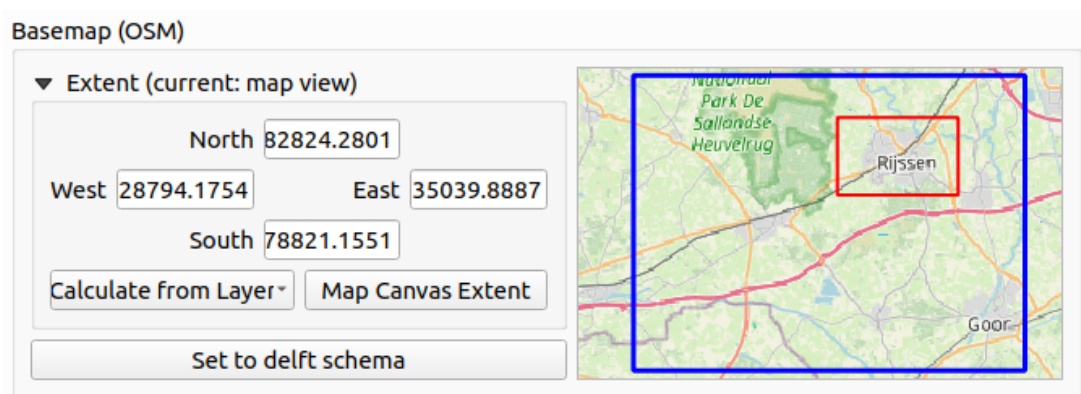 Basemap (OSM)
▼ Extent (current: map view)
North 82824.2801
West 28794.1754 East 35039.8887
South 78821.1551
Calculate from Layer Map Canvas Extent
Set to delft schema
Nationaal
Park De
Sallandse
Heuvelrug
Rijssen
Goor